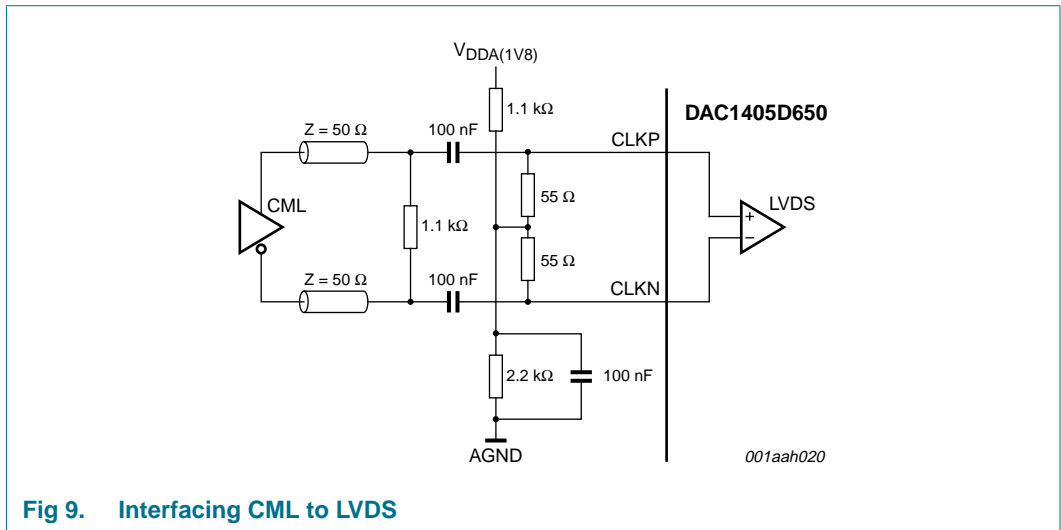 VDDA(1V8)
1.1 kΩ
DAC1405D650
Z = 50 Ω
100 nF
CLKP
CML
1.1 kΩ
55 Ω
LVDS
+
−
55 Ω
Z = 50 Ω
100 nF
CLKN
2.2 kΩ
100 nF
AGND
001aah020
Fig 9. Interfacing CML to LVDS